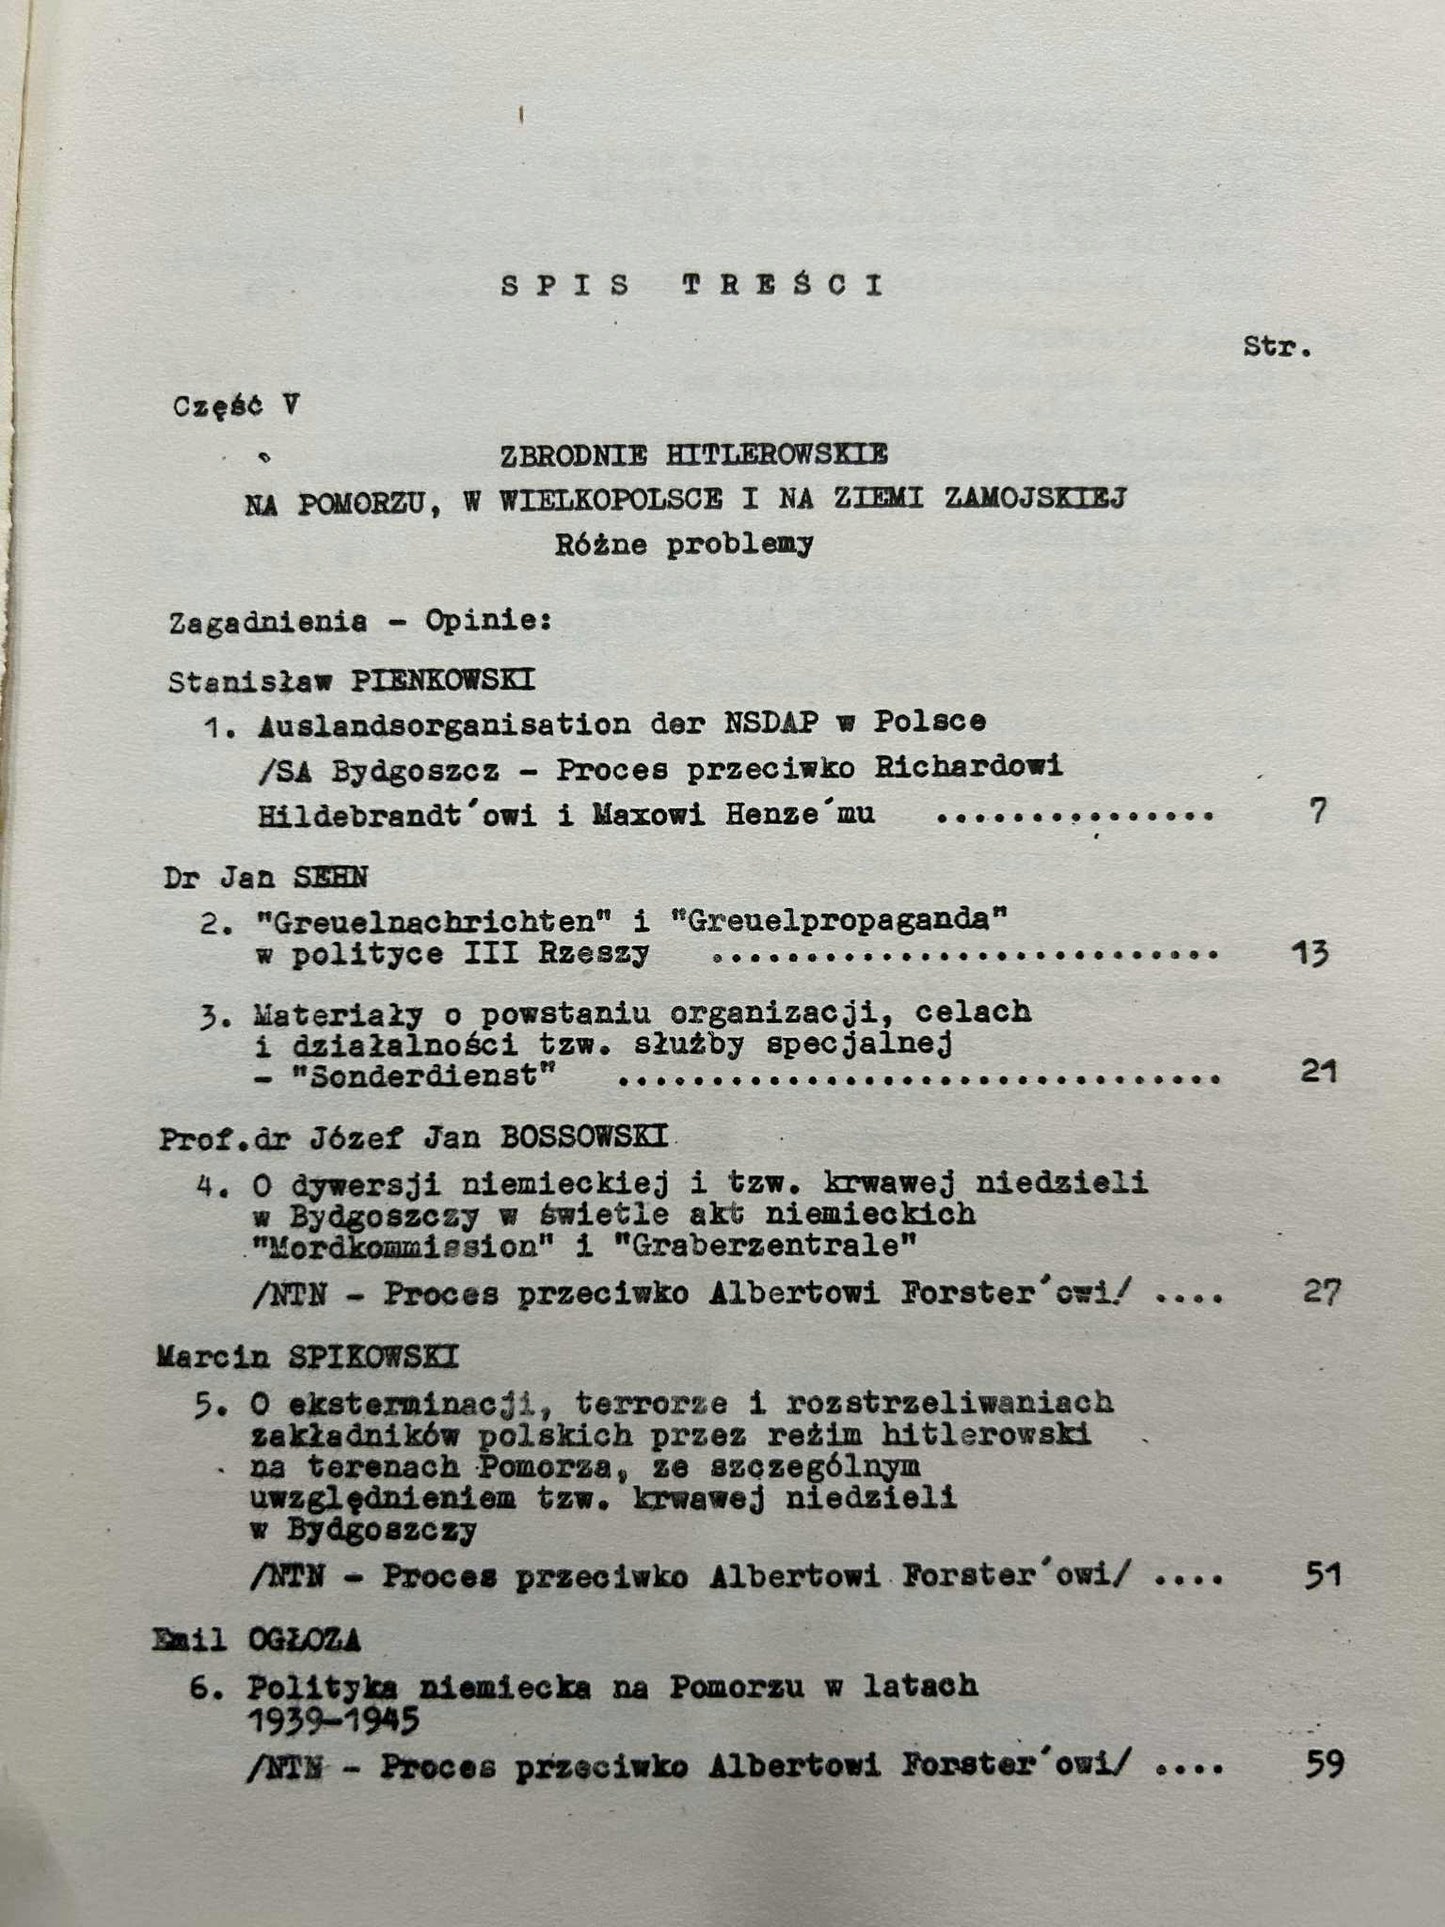 SPIS TREŚCI
Str.
Część V
ZBRODNIE HITLEROWSKIE
NA POMORZU, W WIELKOPOLSCE I NA ZIEMI ZAMOJSKIEJ
Różne problemy
Zagadnienia - Opinie:
Stanisław PIENKOWSKI
1. Auslandsorganisation der NSDAP w Polsce
/SA Bydgoszcz - Proces przeciwko Richardowi
Hildebrandt´owi i Maxowi Henze´mu ............... 7
Dr Jan SEHN
2. "Greuelnachrichten" i "Greuelpropaganda"
w polityce III Rzeszy ........................... 13
3. Materiały o powstaniu organizacji, celach
i działalności tzw. służby specjalnej
- "Sonderdienst" ................................ 21
Prof.dr Józef Jan BOSSOWSKI
4. O dywersji niemieckiej i tzw. krwawej niedzieli
w Bydgoszczy w świetle akt niemieckich
"Mordkommission" i "Graberzentrale"
/NTN - Proces przeciwko Albertowi Forster´owi/ .... 27
Marcin SPIKOWSKI
5. O eksterminacji, terrorze i rozstrzeliwaniach
zakładników polskich przez reżim hitlerowski
na terenach Pomorza, ze szczególnym
uwzględnieniem tzw. krwawej niedzieli
w Bydgoszczy
/NTN - Proces przeciwko Albertowi Forster´owi/ .... 51
Emil OGŁOZA
6. Polityka niemiecka na Pomorzu w latach
1939-1945
/NTN - Proces przeciwko Albertowi Forster´owi/ .... 59